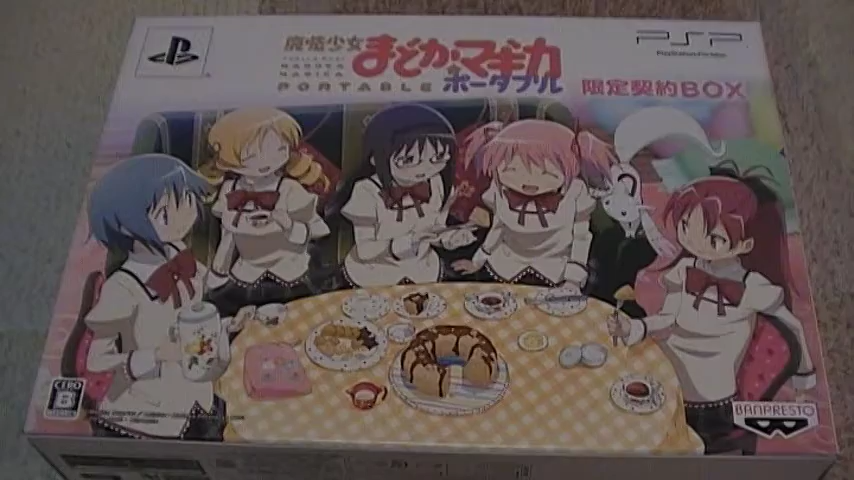 魔法少女
まどか☆マギカ
PUELLA MAGI
MADOKA
MAGICA
PORTABLE ポータブル
PSP
PlayStation Portable
限定契約BOX
CERO
B
BANPRESTO